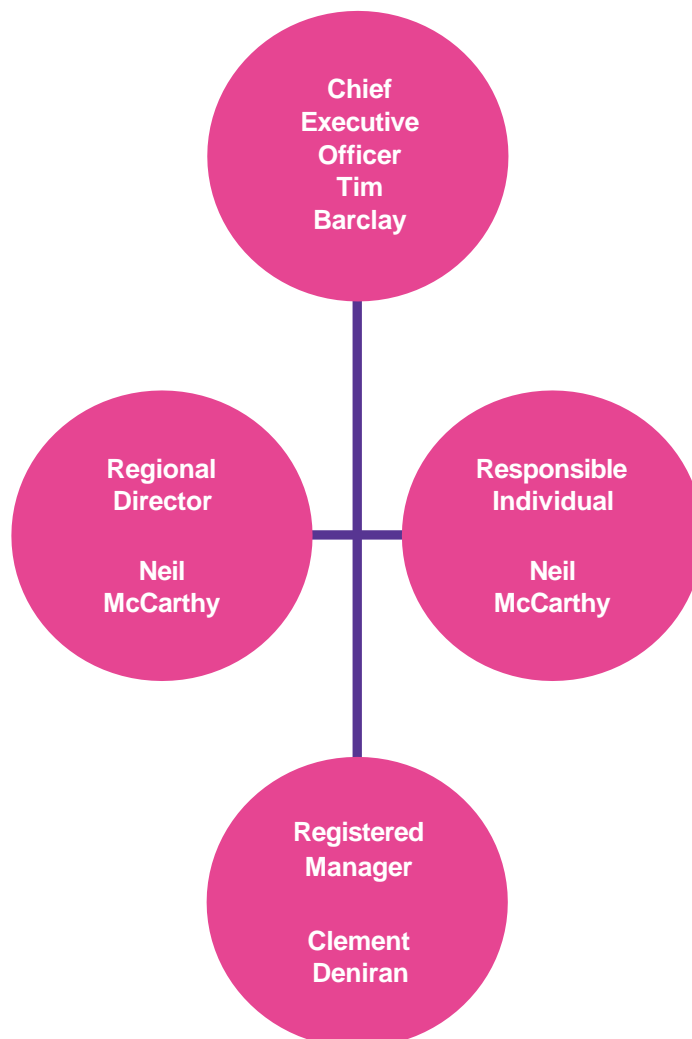 Chief
Executive
Officer
Tim
Barclay
Regional
Director
Neil
McCarthy
Responsible
Individual
Neil
McCarthy
Registered
Manager
Clement
Deniran